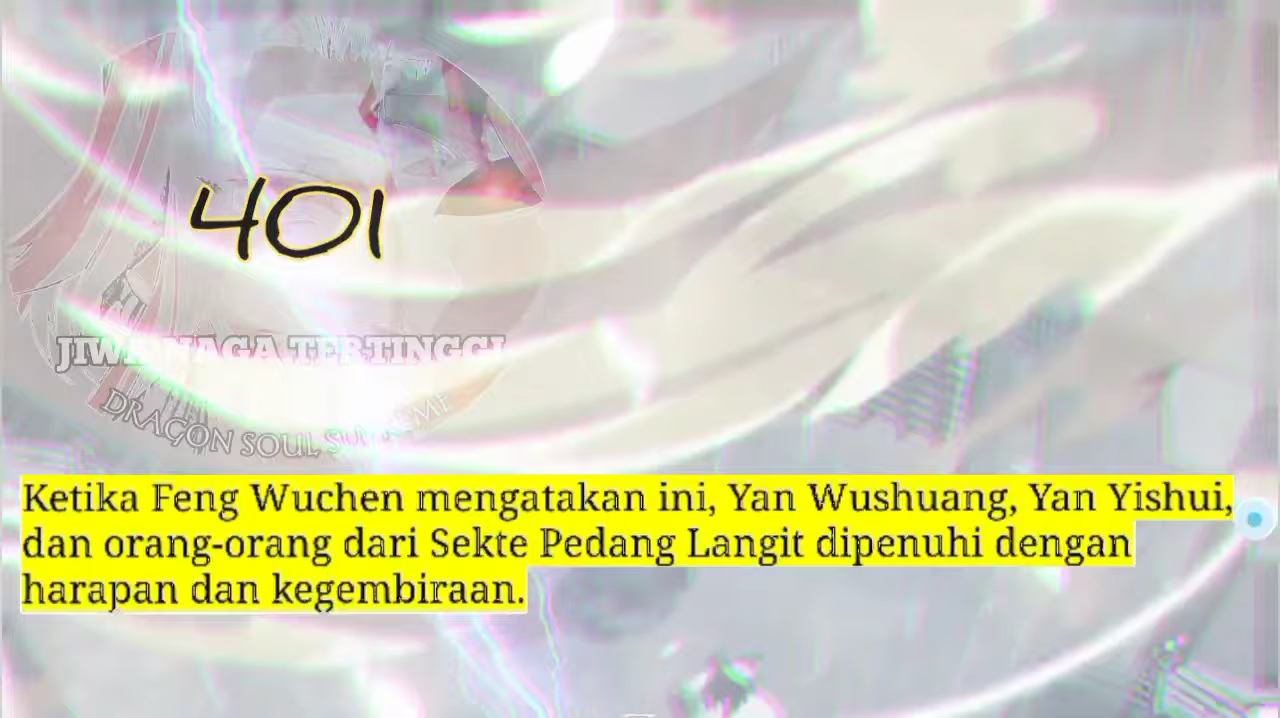 401
JIWA NAGA TERTINGGI
DRAGON SOUL SUPREME
Ketika Feng Wuchen mengatakan ini, Yan Wushuang, Yan Yishui,
dan orang-orang dari Sekte Pedang Langit dipenuhi dengan
harapan dan kegembiraan.